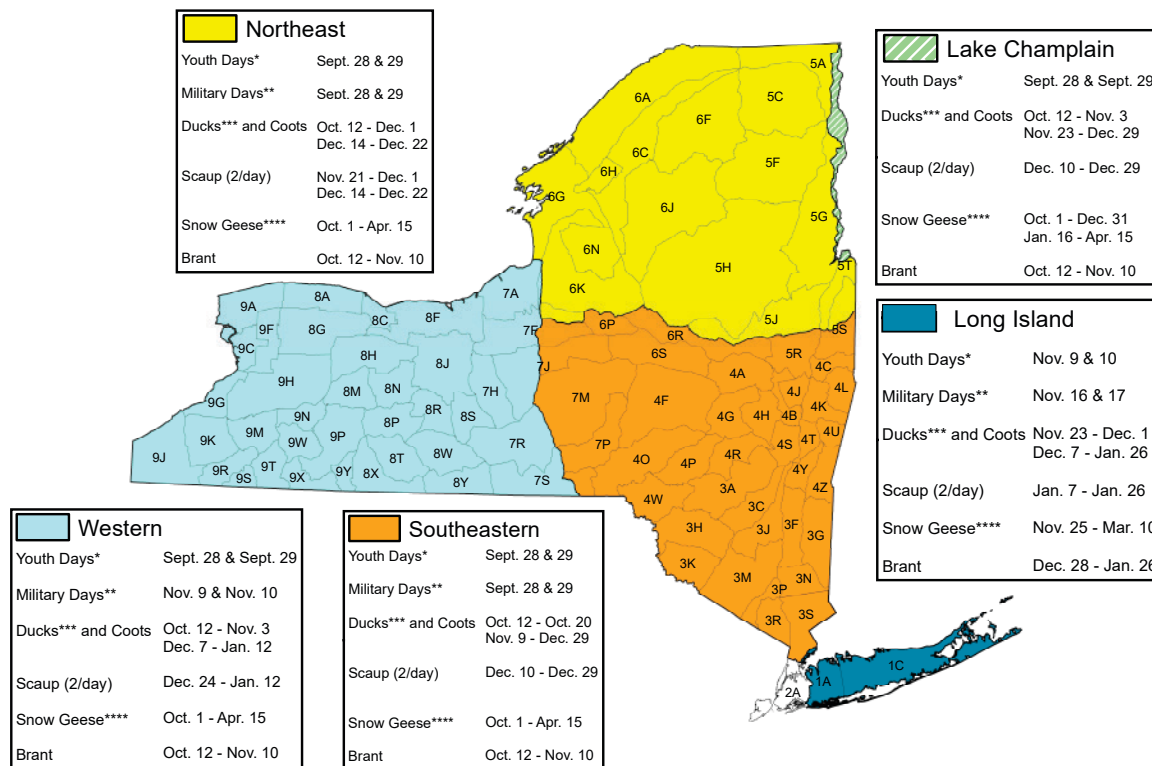 Northeast
Youth Days* Sept. 28 & 29
Military Days** Sept. 28 & 29
Ducks*** and Coots Oct. 12 - Dec. 1
Dec. 14 - Dec. 22
Scaup (2/day) Nov. 21 - Dec. 1
Dec. 14 - Dec. 22
Snow Geese**** Oct. 1 - Apr. 15
Brant Oct. 12 - Nov. 10
Lake Champlain
Youth Days* Sept. 28 & Sept. 29
Ducks*** and Coots Oct. 12 - Nov. 3
Nov. 23 - Dec. 29
Scaup (2/day) Dec. 10 - Dec. 29
Snow Geese**** Oct. 1 - Dec. 31
Jan. 16 - Apr. 15
Brant Oct. 12 - Nov. 10
Long Island
Youth Days* Nov. 9 & 10
Military Days** Nov. 16 & 17
Ducks*** and Coots Nov. 23 - Dec. 1
Dec. 7 - Jan. 26
Scaup (2/day) Jan. 7 - Jan. 26
Snow Geese**** Nov. 25 - Mar. 10
Brant Dec. 28 - Jan. 26
Western
Youth Days* Sept. 28 & Sept. 29
Military Days** Nov. 9 & Nov. 10
Ducks*** and Coots Oct. 12 - Nov. 3
Dec. 7 - Jan. 12
Scaup (2/day) Dec. 24 - Jan. 12
Snow Geese**** Oct. 1 - Apr. 15
Brant Oct. 12 - Nov. 10
Southeastern
Youth Days* Sept. 28 & 29
Military Days** Sept. 28 & 29
Ducks*** and Coots Oct. 12 - Oct. 20
Nov. 9 - Dec. 29
Scaup (2/day) Dec. 10 - Dec. 29
Snow Geese**** Oct. 1 - Apr. 15
Brant Oct. 12 - Nov. 10
5A
6A 5C
6F
6C
5F
6H
6G 6J
5G
6N
5H
5T
6K
5J
5S
7A
9A 8A
8C 8F
9F 8G
7F
9C
8H
8J
9H
8M 8N 7H
9G
8R 8S
9N
8P
9M
9K 9W 9P
7R
9J
8T 8W
9R 9T
9S 9X 9Y 8X
8Y 7S
6P
6R
6S 5R
7J 4C
4A
4J 4L
7M 4F
4K
4G 4H 4B
4U
7P 4S 4T
4O 4P 4R
4Y
4W 3A 4Z
3C
3H 3J 3F 3G
3K
3M 3N
3P
3R 3S
1C
1A
2A